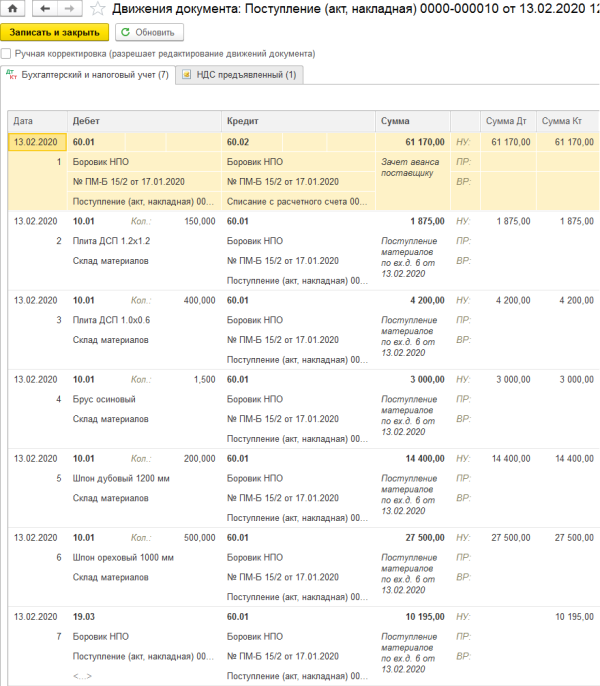 Движения документа: Поступление (акт, накладная) 0000-000010 от 13.02.2020 12
Записать и закрыть Обновить
Ручная корректировка (разрешает редактирование движений документа)
Дт Кт Бухгалтерский и налоговый учет (7) НДС предъявленный (1)
Дата Дебет Кредит Сумма Сумма Дт Сумма Кт
13.02.2020 60.01 60.02 61 170,00 НУ: 61 170,00 61 170,00
1 Боровик НПО Боровик НПО Зачет аванса ПР:
поставщику
№ ПМ-Б 15/2 от 17.01.2020 № ПМ-Б 15/2 от 17.01.2020 ВР:
Поступление (акт, накладная) 00... Списание с расчетного счета 00...
13.02.2020 10.01 Кол.: 150,000 60.01 1 875,00 НУ: 1 875,00 1 875,00
2 Плита ДСП 1.2х1.2 Боровик НПО Поступление ПР:
материалов
Склад материалов № ПМ-Б 15/2 от 17.01.2020 по вх.д. 6 от ВР:
13.02.2020
Поступление (акт, накладная) 00...
13.02.2020 10.01 Кол.: 400,000 60.01 4 200,00 НУ: 4 200,00 4 200,00
3 Плита ДСП 1.0х0.6 Боровик НПО Поступление ПР:
материалов
Склад материалов № ПМ-Б 15/2 от 17.01.2020 по вх.д. 6 от ВР:
13.02.2020
Поступление (акт, накладная) 00...
13.02.2020 10.01 Кол.: 1,500 60.01 3 000,00 НУ: 3 000,00 3 000,00
4 Брус осиновый Боровик НПО Поступление ПР:
материалов
Склад материалов № ПМ-Б 15/2 от 17.01.2020 по вх.д. 6 от ВР:
13.02.2020
Поступление (акт, накладная) 00...
13.02.2020 10.01 Кол.: 200,000 60.01 14 400,00 НУ: 14 400,00 14 400,00
5 Шпон дубовый 1200 мм Боровик НПО Поступление ПР:
материалов
Склад материалов № ПМ-Б 15/2 от 17.01.2020 по вх.д. 6 от ВР:
13.02.2020
Поступление (акт, накладная) 00...
13.02.2020 10.01 Кол.: 500,000 60.01 27 500,00 НУ: 27 500,00 27 500,00
6 Шпон ореховый 1000 мм Боровик НПО Поступление ПР:
материалов
Склад материалов № ПМ-Б 15/2 от 17.01.2020 по вх.д. 6 от ВР:
13.02.2020
Поступление (акт, накладная) 00...
13.02.2020 19.03 60.01 10 195,00 НУ: 10 195,00
7 Боровик НПО Боровик НПО Поступление ПР:
материалов
Поступление (акт, накладная) 00... № ПМ-Б 15/2 от 17.01.2020 по вх.д. 6 от ВР:
13.02.2020
<...> Поступление (акт, накладная) 00...